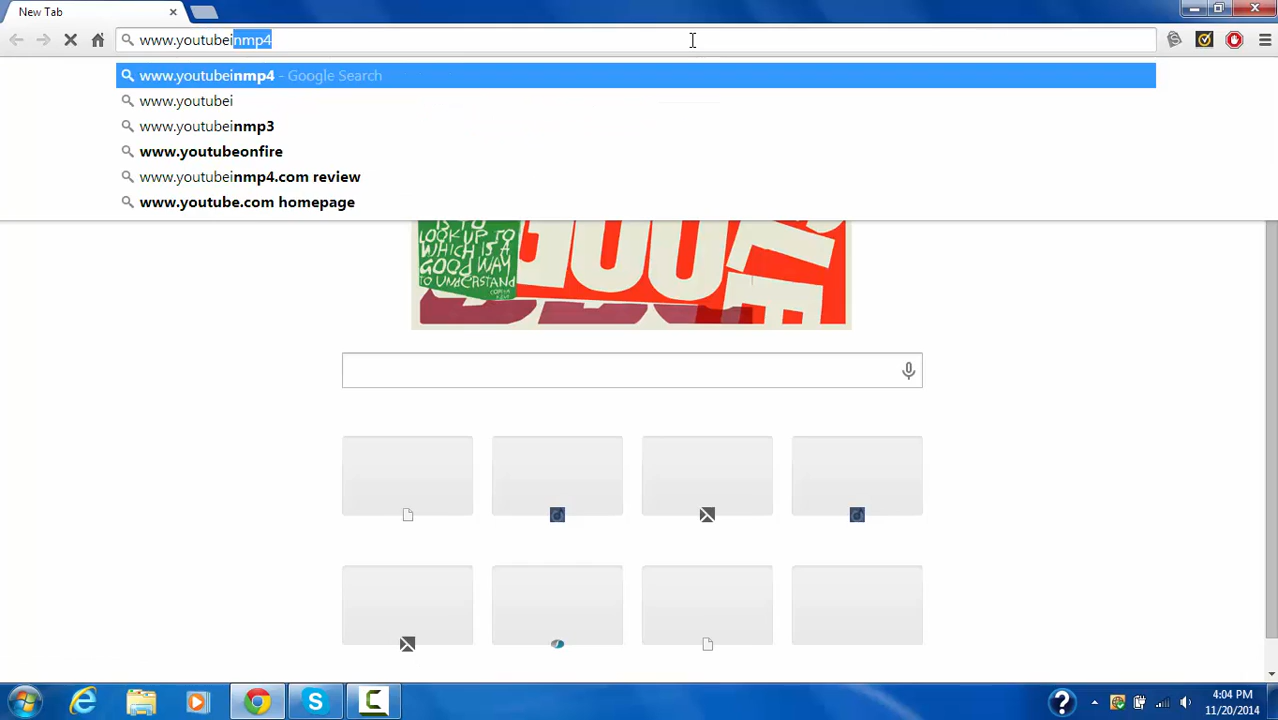 New Tab
www.youtubeinmp4
www.youtubeinmp4 - Google Search
www.youtubei
www.youtubeinmp3
www.youtubeonfire
www.youtubeinmp4.com review
www.youtube.com homepage
LOOK UP TO
WHICH IS A
GOOD WAY
TO UNDERSTAND
4:04 PM
11/20/2014